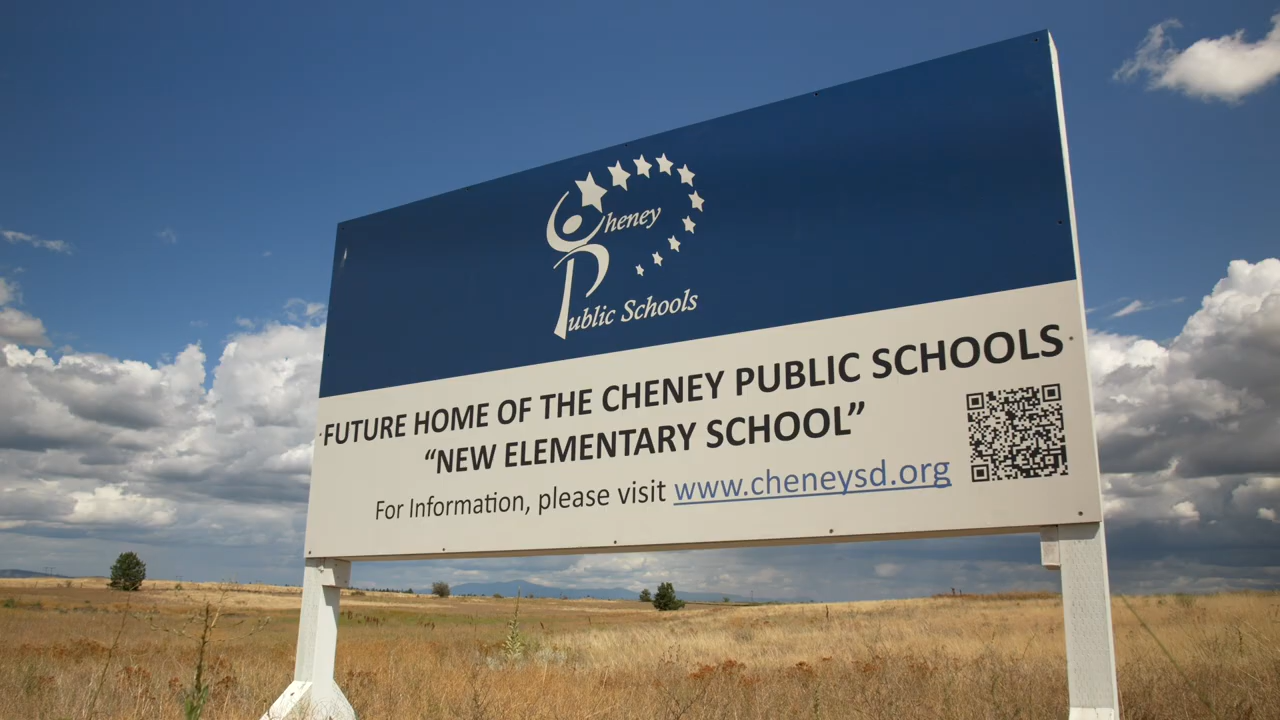 Cheney
Public Schools
FUTURE HOME OF THE CHENEY PUBLIC SCHOOLS
“NEW ELEMENTARY SCHOOL”
For Information, please visit www.cheneysd.org